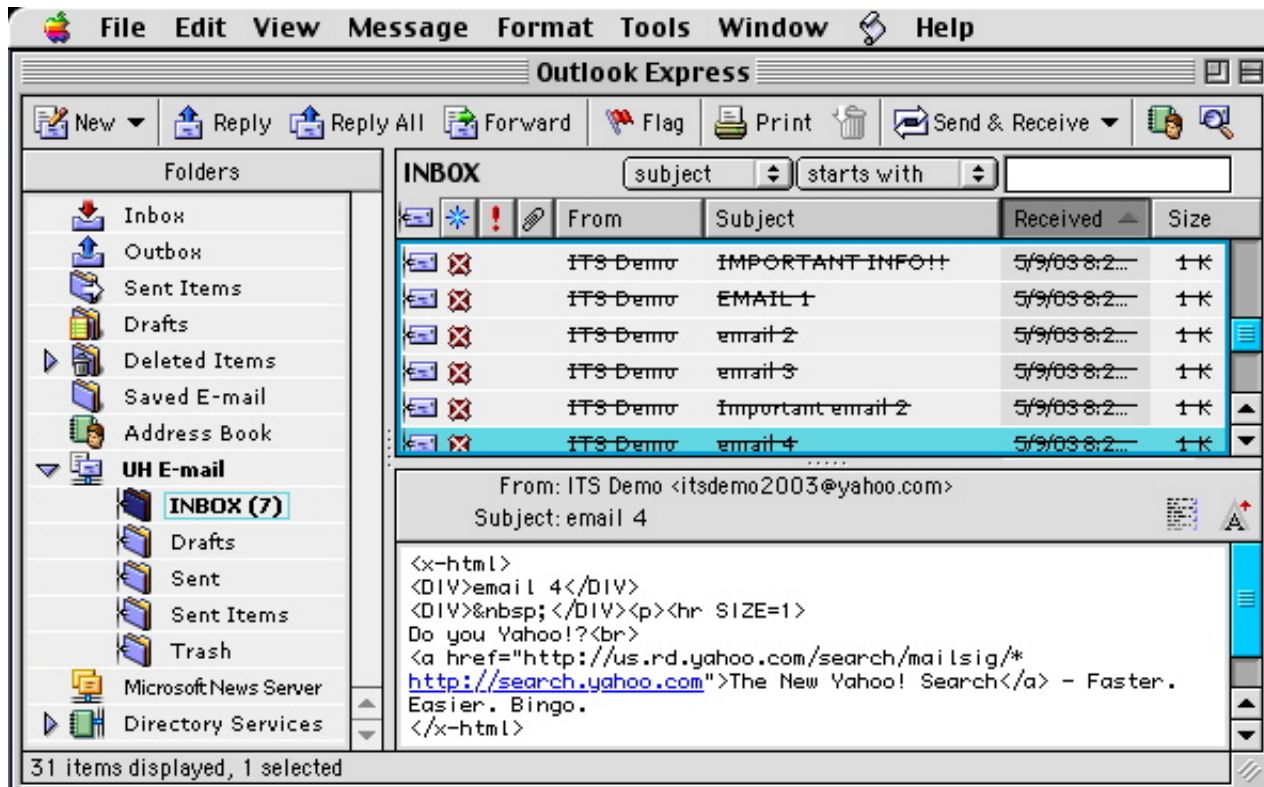 File Edit View Message Format Tools Window Help
Outlook Express
New Reply Reply All Forward Flag Print Send & Receive
Folders
Inbox
Outbox
Sent Items
Drafts
Deleted Items
Saved E-mail
Address Book
UH E-mail
INBOX (7)
Drafts
Sent
Sent Items
Trash
Microsoft News Server
Directory Services
INBOX subject starts with
From Subject Received Size
ITS Demo IMPORTANT INFO!! 5/9/03 8:2... 1 K
ITS Demo EMAIL 1 5/9/03 8:2... 1 K
ITS Demo email 2 5/9/03 8:2... 1 K
ITS Demo email 3 5/9/03 8:2... 1 K
ITS Demo Important email 2 5/9/03 8:2... 1 K
ITS Demo email 4 5/9/03 8:2... 1 K
From: ITS Demo <itsdemo2003@yahoo.com>
Subject: email 4
<x-html>
<DIV>email 4</DIV>
<DIV>&nbsp;</DIV><p><hr SIZE=1>
Do you Yahoo!?<br>
<a href="http://us.rd.yahoo.com/search/mailsig/*
http://search.yahoo.com">The New Yahoo! Search</a> - Faster.
Easier. Bingo.
</x-html>
31 items displayed, 1 selected